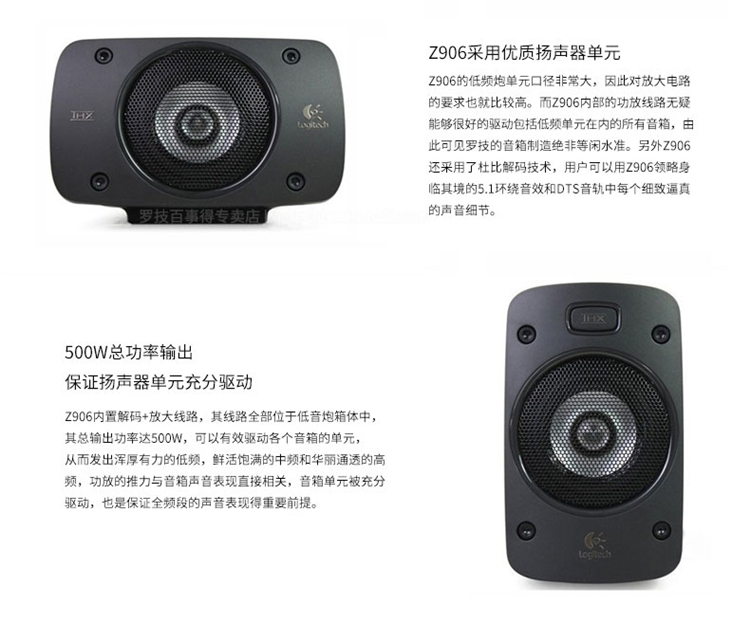 THX
Logitech
罗技百事得专卖店
Z906采用优质扬声器单元
Z906的低频炮单元口径非常大，因此对放大电路
的要求也就比较高。而Z906内部的功放线路无疑
能够很好的驱动包括低频单元在内的所有音箱，由
此可见罗技的音箱制造绝非等闲水准。另外Z906
还采用了杜比解码技术，用户可以用Z906领略身
临其境的5.1环绕音效和DTS音轨中每个细致逼真
的声音细节。
500W总功率输出
保证扬声器单元充分驱动
Z906内置解码+放大线路，其线路全部位于低音炮箱体中，
其总输出功率达500W，可以有效驱动各个音箱的单元，
从而发出浑厚有力的低频，鲜活饱满的中频和华丽通透的高
频，功放的推力与音箱声音表现直接相关，音箱单元被充分
驱动，也是保证全频段的声音表现得重要前提。
THX
Logitech